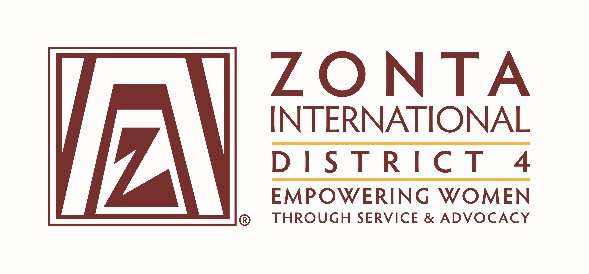 ZONTA
INTERNATIONAL
DISTRICT 4
EMPOWERING WOMEN
THROUGH SERVICE & ADVOCACY
Z
®